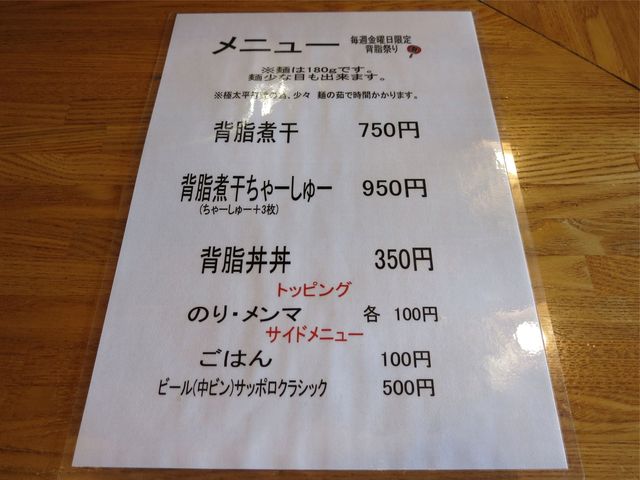 メニュー 毎週金曜日限定
背脂祭り
※麺は180gです。
麺少な目も出来ます。
※極太平打 の為、少々 麺の茹で時間かかります。
背脂煮干 750円
背脂煮干ちゃーしゅー 950円
(ちゃーしゅー+3枚)
背脂丼丼 350円
トッピング
のり・メンマ 各 100円
サイドメニュー
ごはん 100円
ビール(中ビン)サッポロクラシック 500円